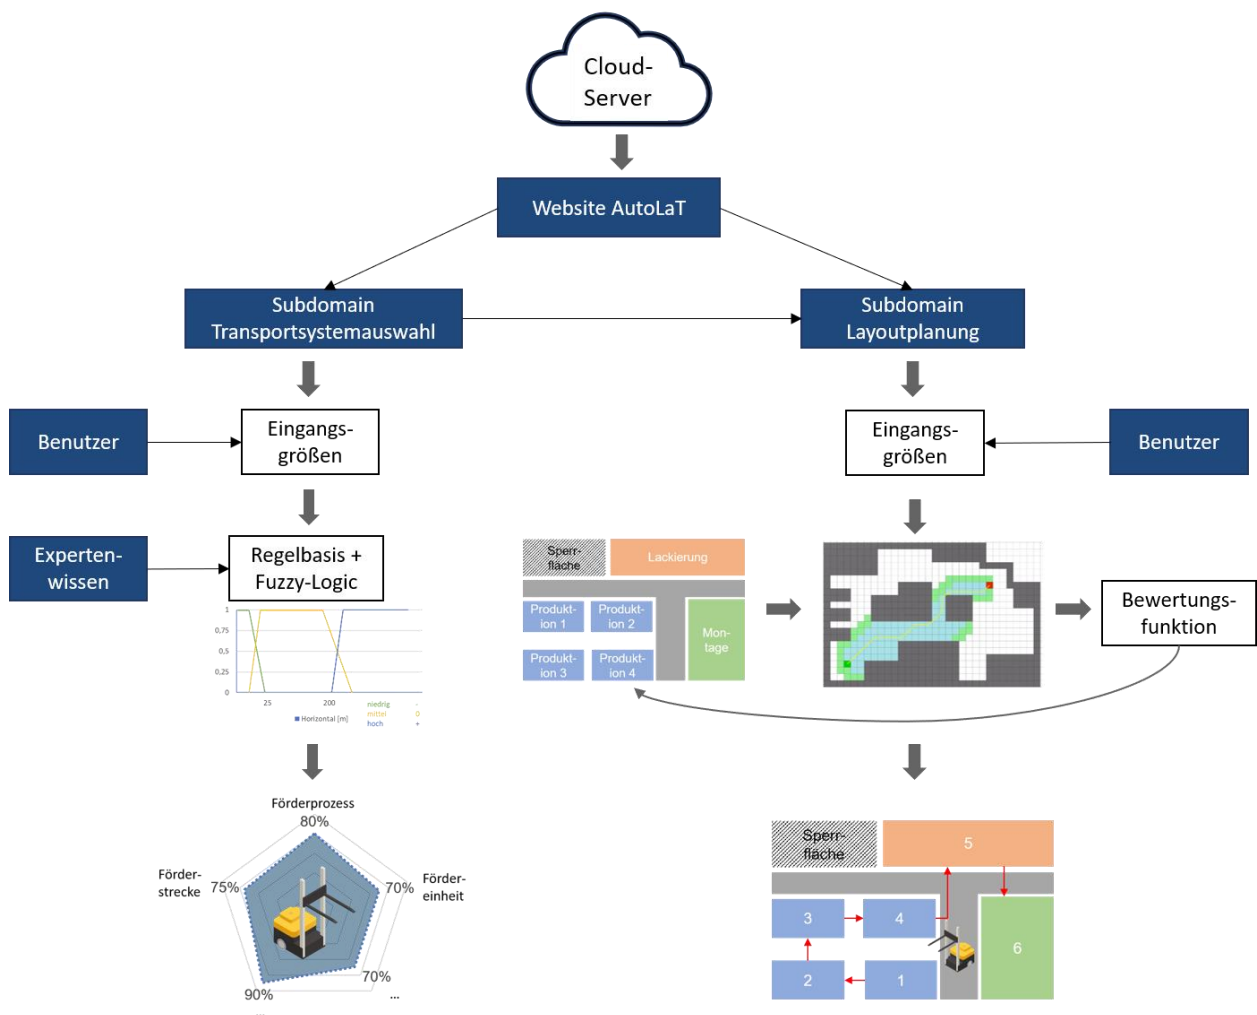 Cloud-
Server
Website AutoLaT
Subdomain
Transportsystemauswahl
Subdomain
Layoutplanung
Benutzer
Eingangs-
größen
Eingangs-
größen
Benutzer
Experten-
wissen
Regelbasis +
Fuzzy-Logic
1
0,75
0,5
0,25
0
25
200
Horizontal [m]
niedrig -
mittel 0
hoch +
Sperr-
fläche
Lackierung
Produkt-
ion 1
Produkt-
ion 2
Produkt-
ion 3
Produkt-
ion 4
Mon-
tage
Bewertungs-
funktion
Förderprozess
80%
Förder-
strecke
75%
70%
Förder-
einheit
70%
...
90%
...
Sperr-
fläche
5
3
4
6
2
1